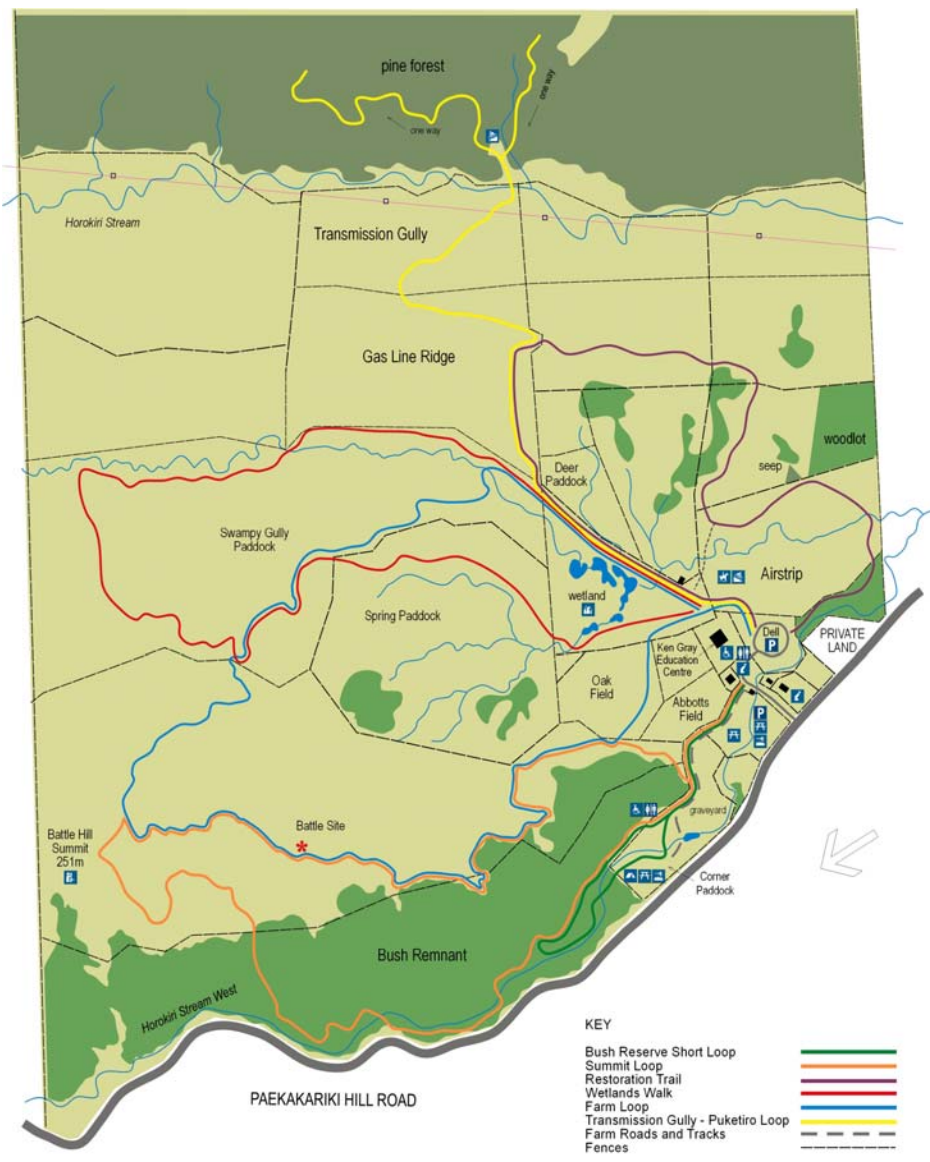 pine forest
one way
one way
Horokiri Stream
Transmission Gully
Gas Line Ridge
woodlot
Deer
Paddock
seep
Swampy Gully
Paddock
Airstrip
wetland
Spring Paddock
Dell
P
PRIVATE
LAND
Ken Gray
Education
Centre
Oak
Field
Abbotts
Field
P
Battle Site
Battle Hill
Summit
251m
graveyard
Corner
Paddock
Bush Remnant
Horokiri Stream West
PAEKAKARIKI HILL ROAD
KEY
Bush Reserve Short Loop
Summit Loop
Restoration Trail
Wetlands Walk
Farm Loop
Transmission Gully - Puketiro Loop
Farm Roads and Tracks
Fences